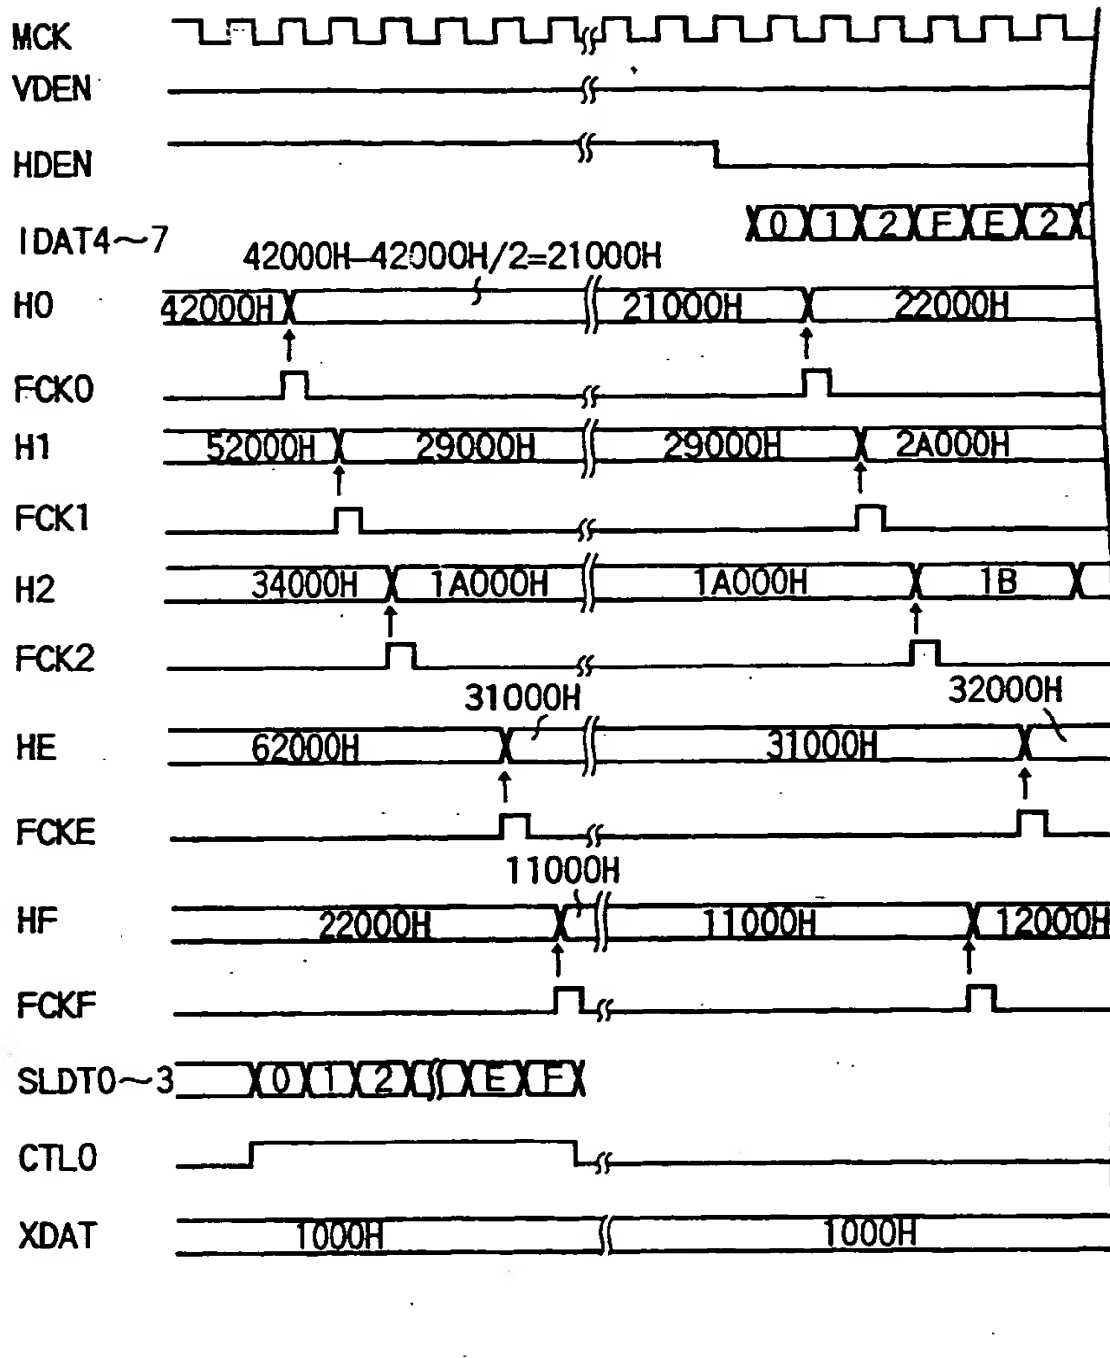 MCK
VDEN
HDEN
IDAT4~7 0 1 2 F E 2
42000H-42000H/2=21000H
H0 42000H 21000H 22000H
FCK0
H1 52000H 29000H 29000H 2A000H
FCK1
H2 34000H 1A000H 1A000H 1B
FCK2
31000H 32000H
HE 62000H 31000H
FCKE
11000H
HF 22000H 11000H 12000H
FCKF
SLDT0~3 0 1 2 E F
CTL0
XDAT 1000H 1000H